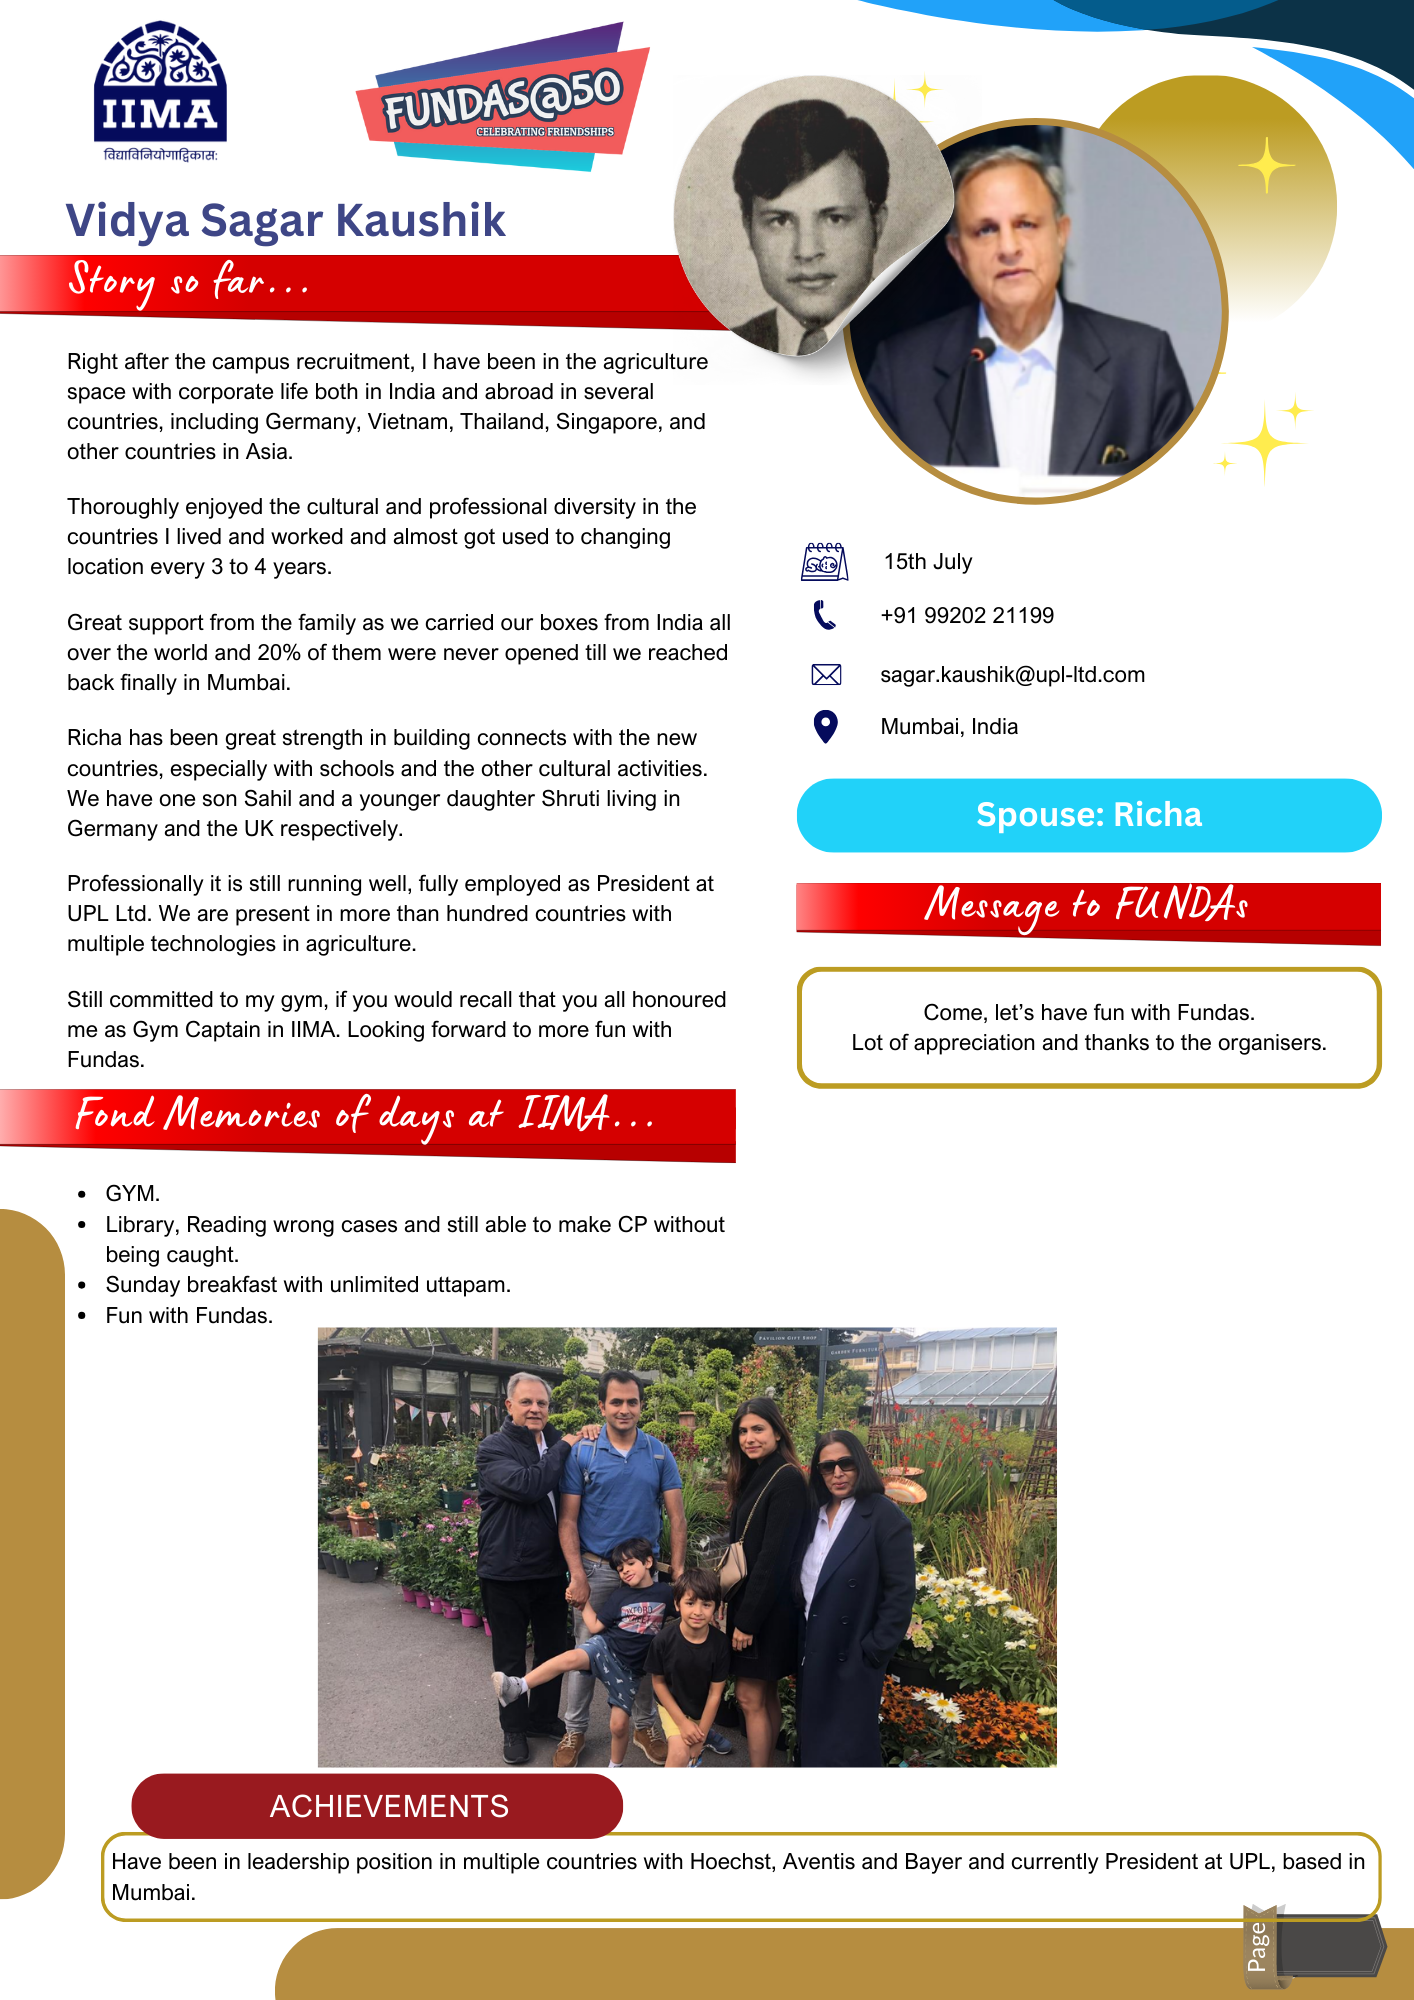 IIMA
विद्याविनियोगाद्विकास:
FUNDAS@50
CELEBRATING FRIENDSHIPS
Vidya Sagar Kaushik
Story so far...
Right after the campus recruitment, I have been in the agriculture
space with corporate life both in India and abroad in several
countries, including Germany, Vietnam, Thailand, Singapore, and
other countries in Asia.
Thoroughly enjoyed the cultural and professional diversity in the
countries I lived and worked and almost got used to changing
location every 3 to 4 years.
Great support from the family as we carried our boxes from India all
over the world and 20% of them were never opened till we reached
back finally in Mumbai.
Richa has been great strength in building connects with the new
countries, especially with schools and the other cultural activities.
We have one son Sahil and a younger daughter Shruti living in
Germany and the UK respectively.
Professionally it is still running well, fully employed as President at
UPL Ltd. We are present in more than hundred countries with
multiple technologies in agriculture.
Still committed to my gym, if you would recall that you all honoured
me as Gym Captain in IIMA. Looking forward to more fun with
Fundas.
15th July
+91 99202 21199
sagar.kaushik@upl-ltd.com
Mumbai, India
Spouse: Richa
Message to FUNDAs
Come, let’s have fun with Fundas.
Lot of appreciation and thanks to the organisers.
Fond Memories of days at IIMA...
• GYM.
• Library, Reading wrong cases and still able to make CP without
being caught.
• Sunday breakfast with unlimited uttapam.
• Fun with Fundas.
PAVILION GIFT SHOP
GARDEN FURNITURE
OXFORD
ACHIEVEMENTS
Have been in leadership position in multiple countries with Hoechst, Aventis and Bayer and currently President at UPL, based in
Mumbai.
Page